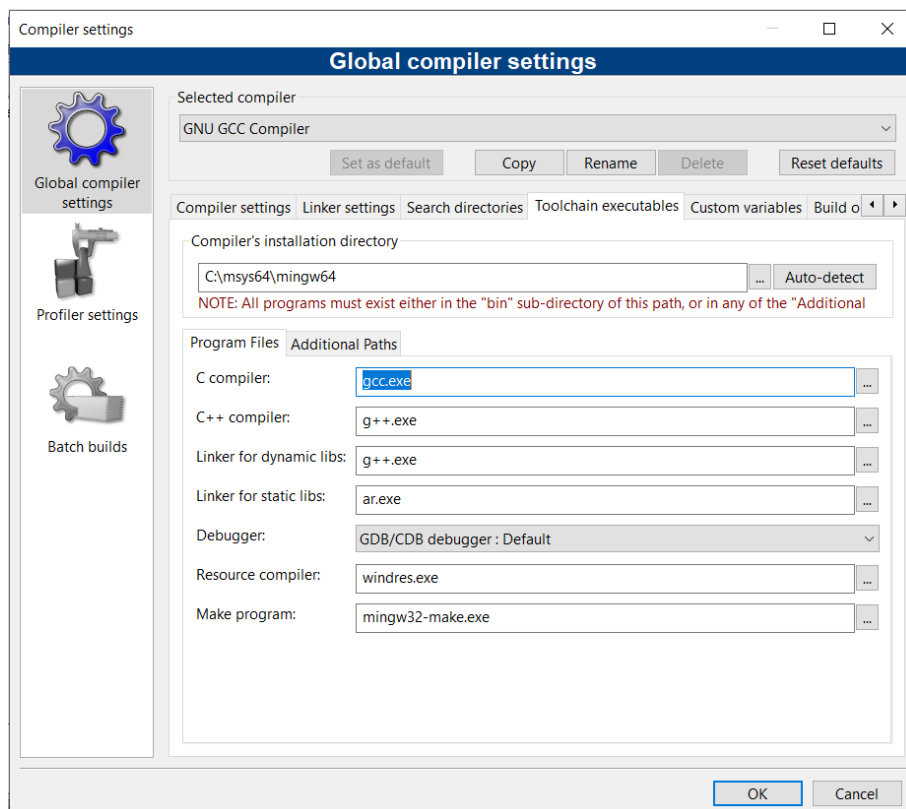 Compiler settings
Global compiler settings
Global compiler
settings
Profiler settings
Batch builds
Selected compiler
GNU GCC Compiler
Set as default Copy Rename Delete Reset defaults
Compiler settings Linker settings Search directories Toolchain executables Custom variables Build o
Compiler's installation directory
C:\msys64\mingw64 ... Auto-detect
NOTE: All programs must exist either in the "bin" sub-directory of this path, or in any of the "Additional
Program Files Additional Paths
C compiler: gcc.exe ...
C++ compiler: g++.exe ...
Linker for dynamic libs: g++.exe ...
Linker for static libs: ar.exe ...
Debugger: GDB/CDB debugger : Default
Resource compiler: windres.exe ...
Make program: mingw32-make.exe ...
OK Cancel